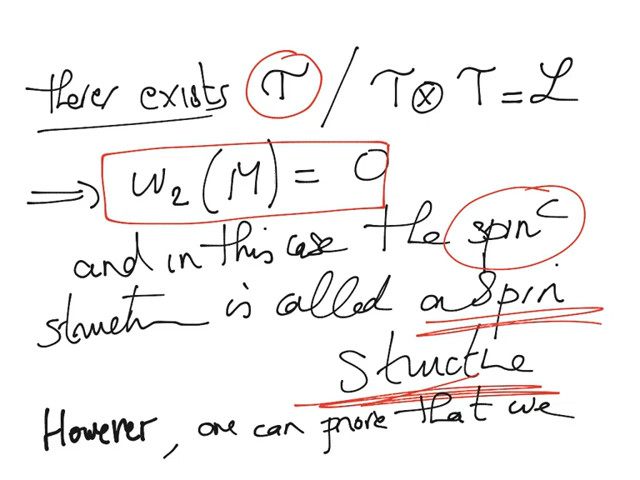 there exists T / T ⊗ T = L
⟹ w₂(M) = 0
and in this case the spinᶜ
structure is called a spin
structure
However, one can prove that we